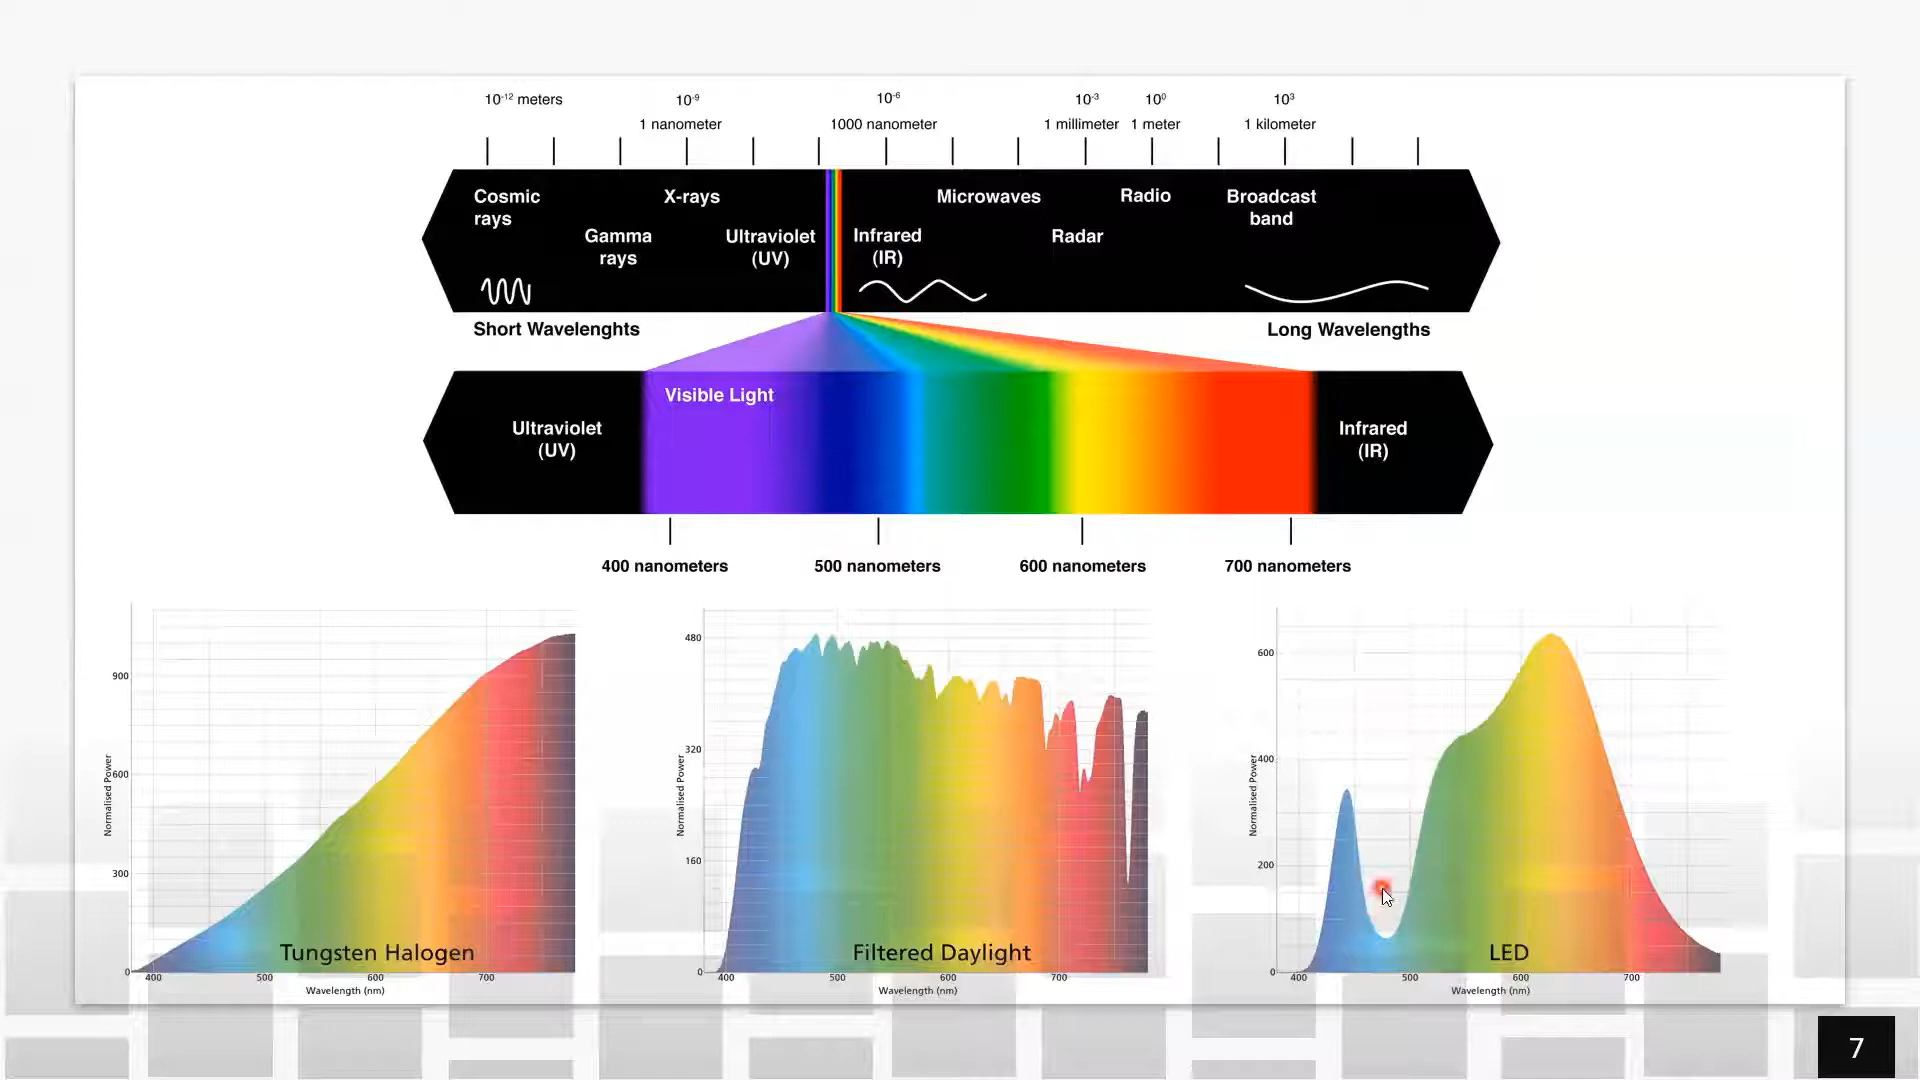 10-12 meters 10-9 10-6 10-3 100 103
1 nanometer 1000 nanometer 1 millimeter 1 meter 1 kilometer
Cosmic rays
Gamma rays
X-rays
Ultraviolet (UV)
Infrared (IR)
Microwaves
Radar
Radio
Broadcast band
Short Wavelenghts
Long Wavelengths
Visible Light
Ultraviolet (UV)
Infrared (IR)
400 nanometers 500 nanometers 600 nanometers 700 nanometers
Normalised Power
900
600
300
0
Tungsten Halogen
400 500 600 700
Wavelength (nm)
Normalised Power
480
320
160
0
Filtered Daylight
400 500 600 700
Wavelength (nm)
Normalised Power
600
400
200
0
LED
400 500 600 700
Wavelength (nm)
7